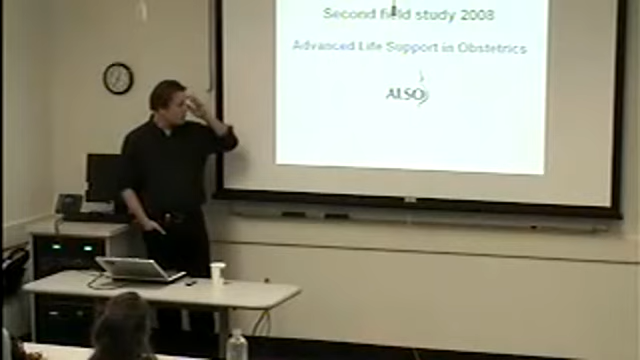 Second field study 2008
Advanced Life Support in Obstetrics
ALSO